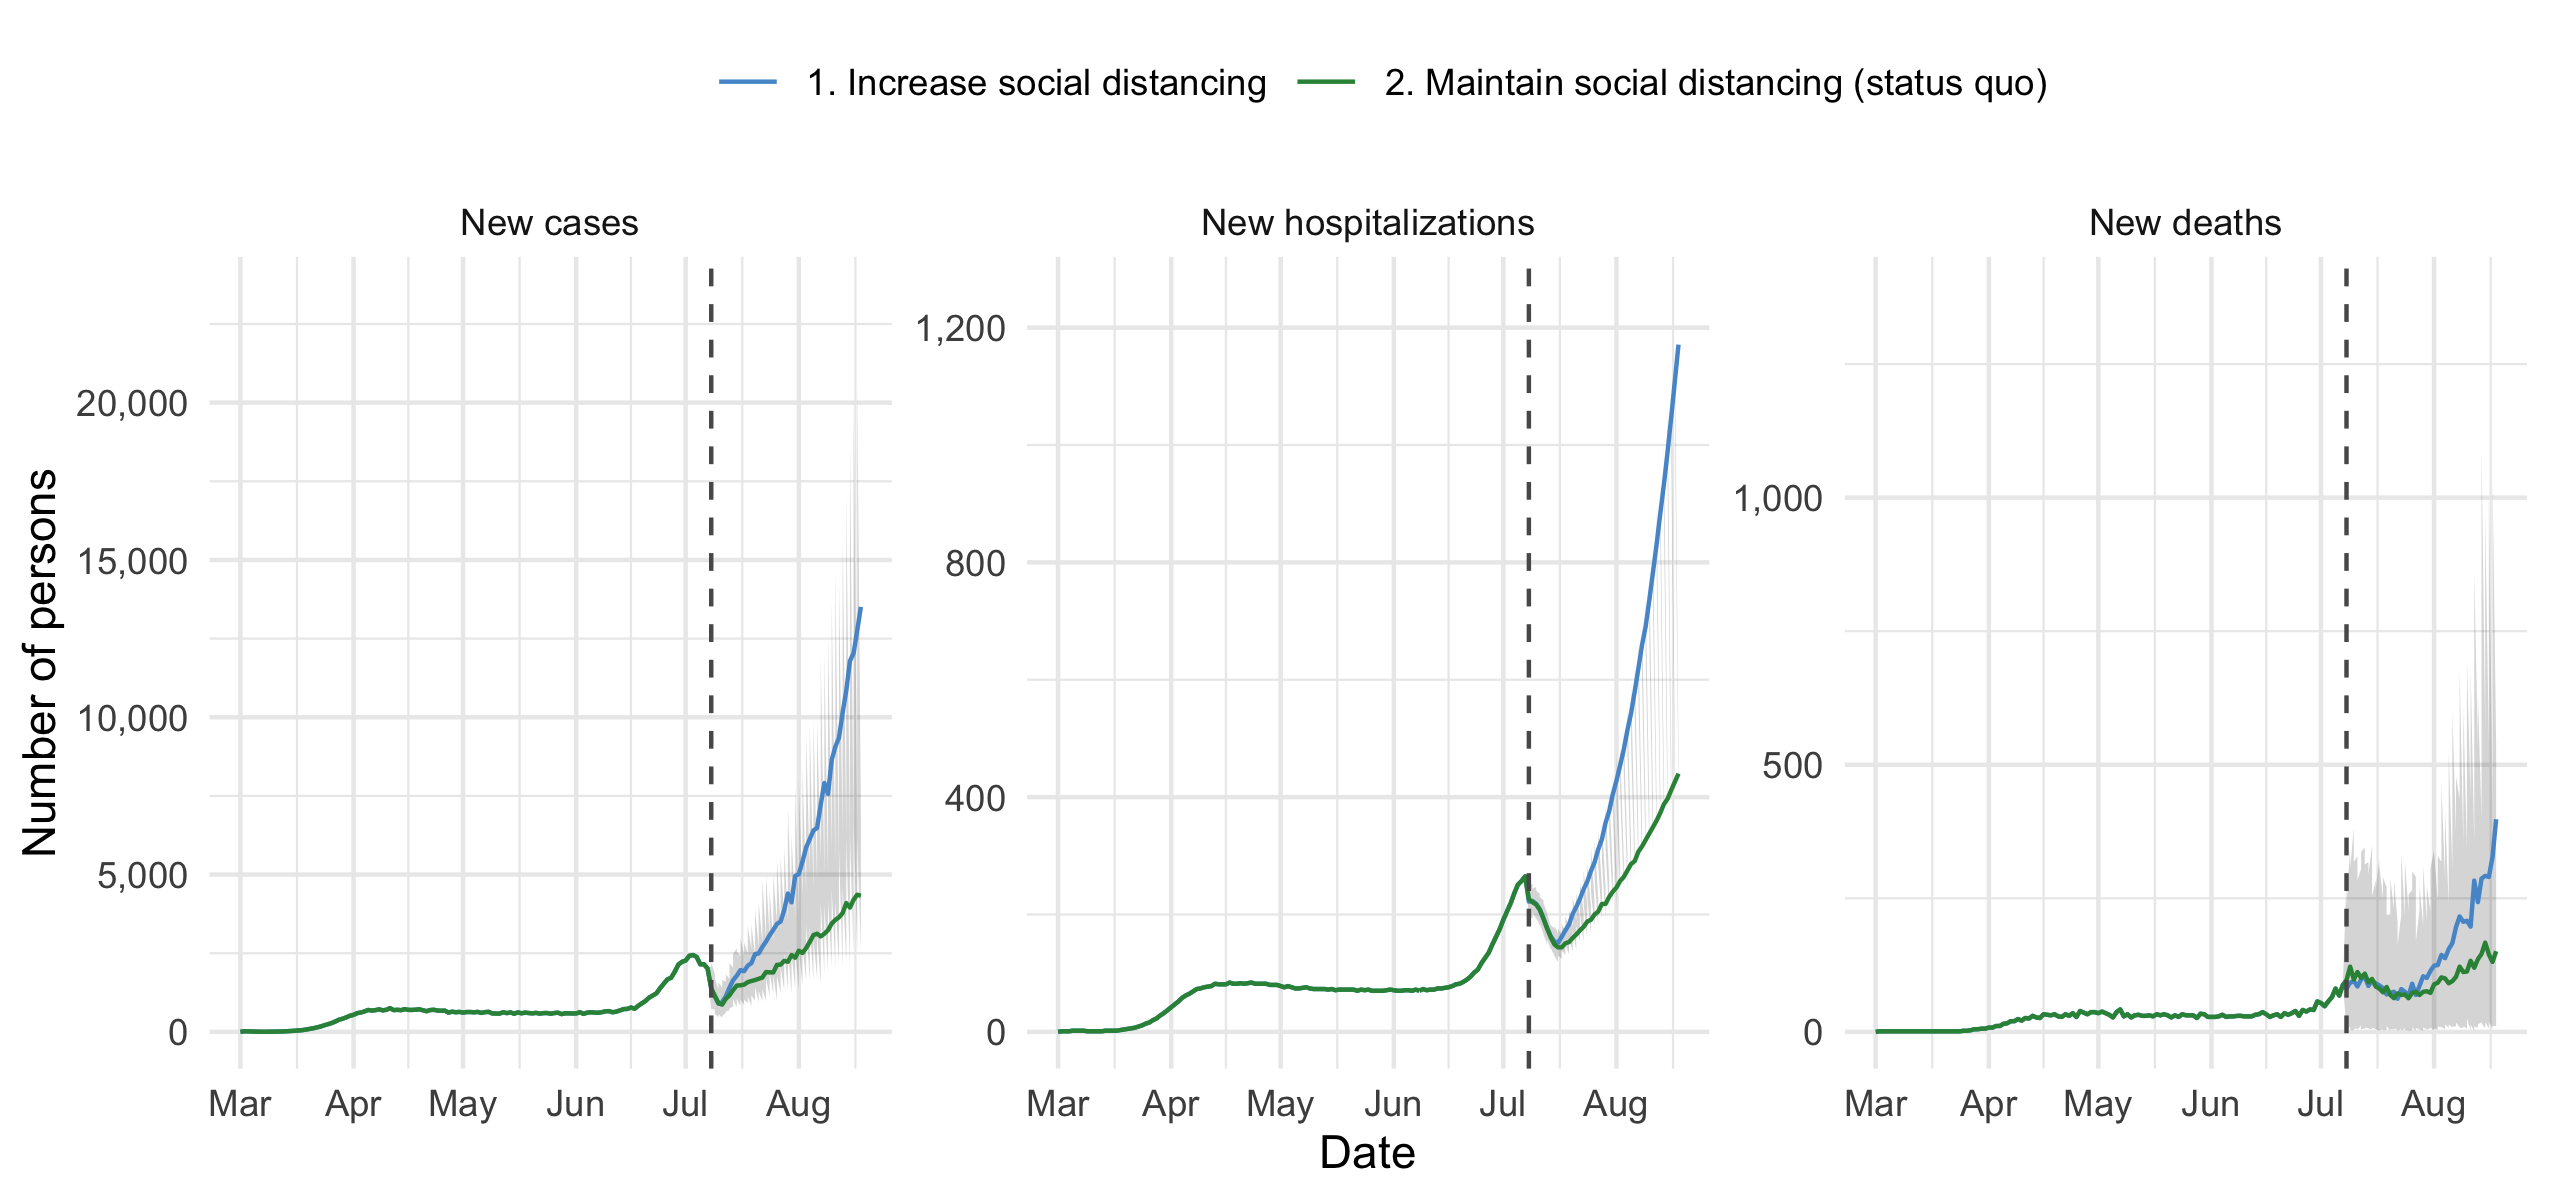 1. Increase social distancing 2. Maintain social distancing (status quo)
New cases New hospitalizations New deaths
Number of persons
20,000
15,000
10,000
5,000
0
1,200
800
400
0
1,000
500
0
Mar Apr May Jun Jul Aug
Mar Apr May Jun Jul Aug
Mar Apr May Jun Jul Aug
Date